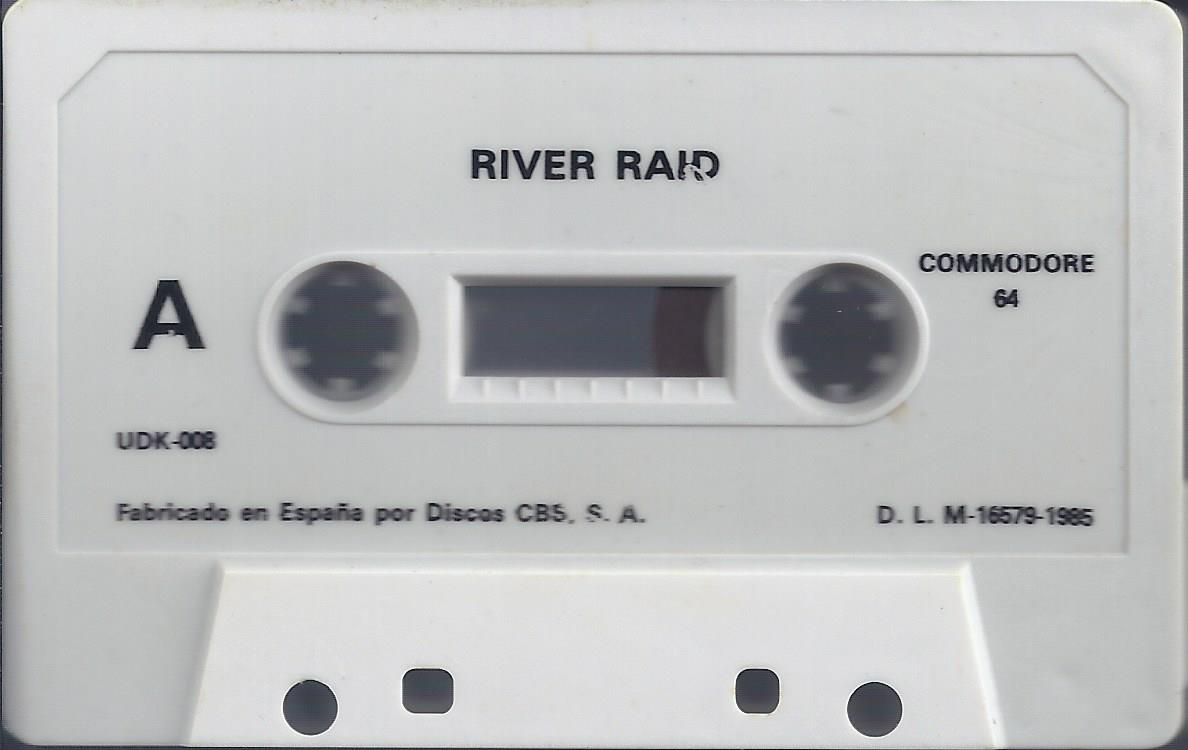 RIVER RAID
COMMODORE
64
A
UDK-008
Fabricado en España por Discos CBS, S. A.
D. L. M-16579-1985